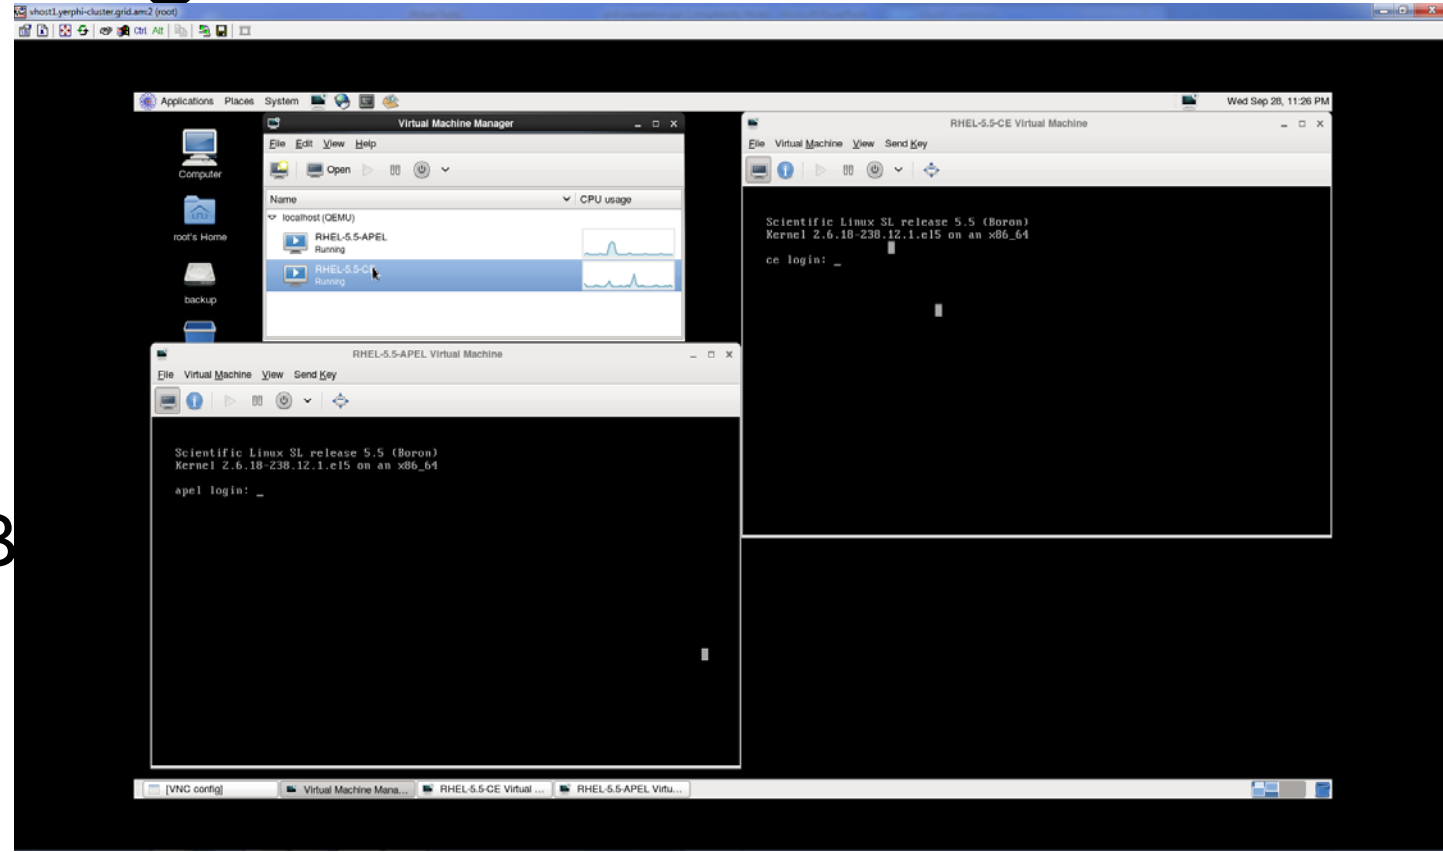 vhost1.yerphi-cluster.grid.am:2 (root)
Ctrl Alt
Applications Places System
Wed Sep 28, 11:26 PM
Computer
root's Home
backup
Virtual Machine Manager
File Edit View Help
Open
Name
CPU usage
localhost (QEMU)
RHEL-5.5-APEL
Running
RHEL-5.5-CE
Running
RHEL-5.5-CE Virtual Machine
File Virtual Machine View Send Key
Scientific Linux SL release 5.5 (Boron)
Kernel 2.6.18-238.12.1.el5 on an x86_64
ce login: _
RHEL-5.5-APEL Virtual Machine
File Virtual Machine View Send Key
Scientific Linux SL release 5.5 (Boron)
Kernel 2.6.18-238.12.1.el5 on an x86_64
apel login: _
[VNC config]
Virtual Machine Mana...
RHEL-5.5-CE Virtual ...
RHEL-5.5-APEL Virtu...